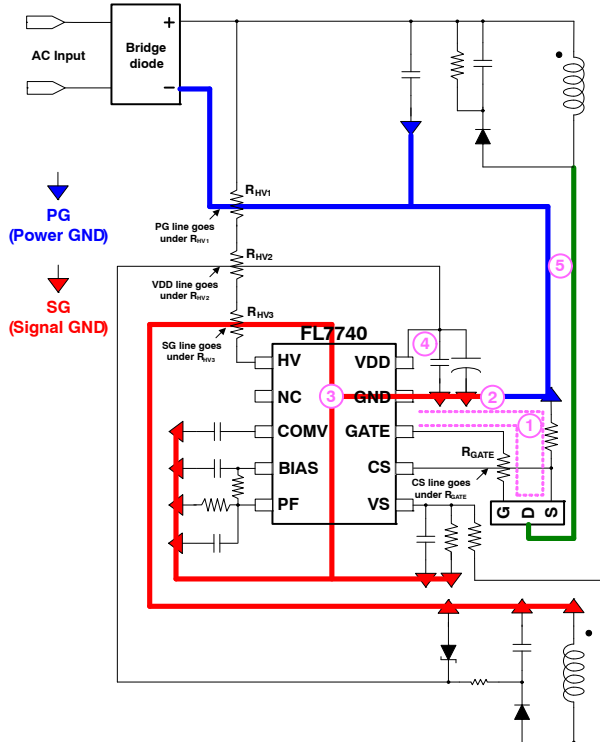 +
AC Input
Bridge
diode
−
PG
(Power GND)
SG
(Signal GND)
RHV1
PG line goes
under RHV1
RHV2
VDD line goes
under RHV2
RHV3
SG line goes
under RHV3
FL7740
HV
VDD
NC
GND
COMV
GATE
BIAS
CS
PF
VS
1
2
3
4
5
RGATE
CS line goes
under RGATE
G
D
S